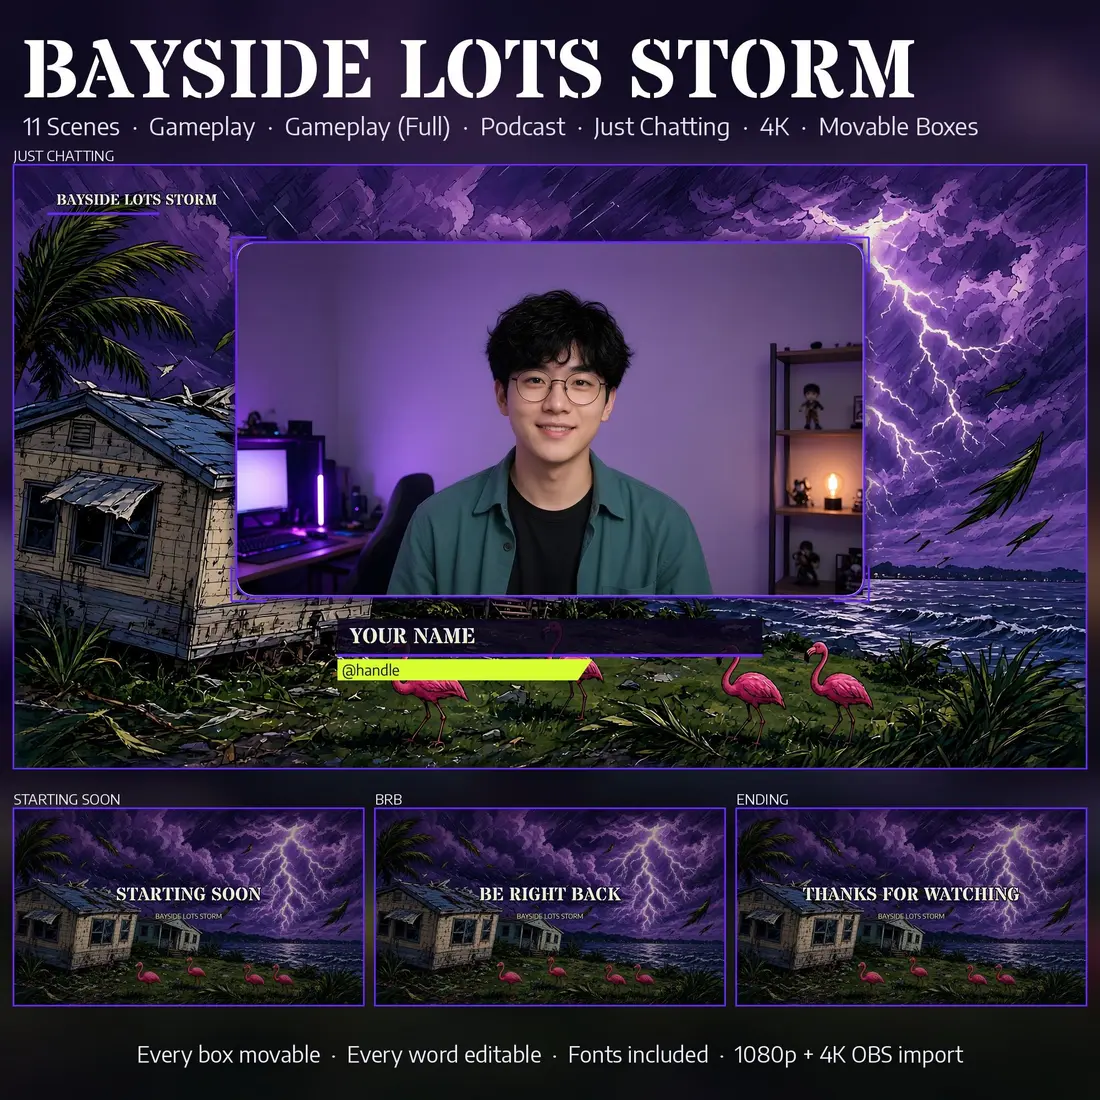 BAYSIDE LOTS STORM
11 Scenes · Gameplay · Gameplay (Full) · Podcast · Just Chatting · 4K · Movable Boxes
JUST CHATTING
BAYSIDE LOTS STORM
YOUR NAME
@handle
STARTING SOON
BRB
ENDING
STARTING SOON
BAYSIDE LOTS STORM
BE RIGHT BACK
BAYSIDE LOTS STORM
THANKS FOR WATCHING
BAYSIDE LOTS STORM
Every box movable · Every word editable · Fonts included · 1080p + 4K OBS import